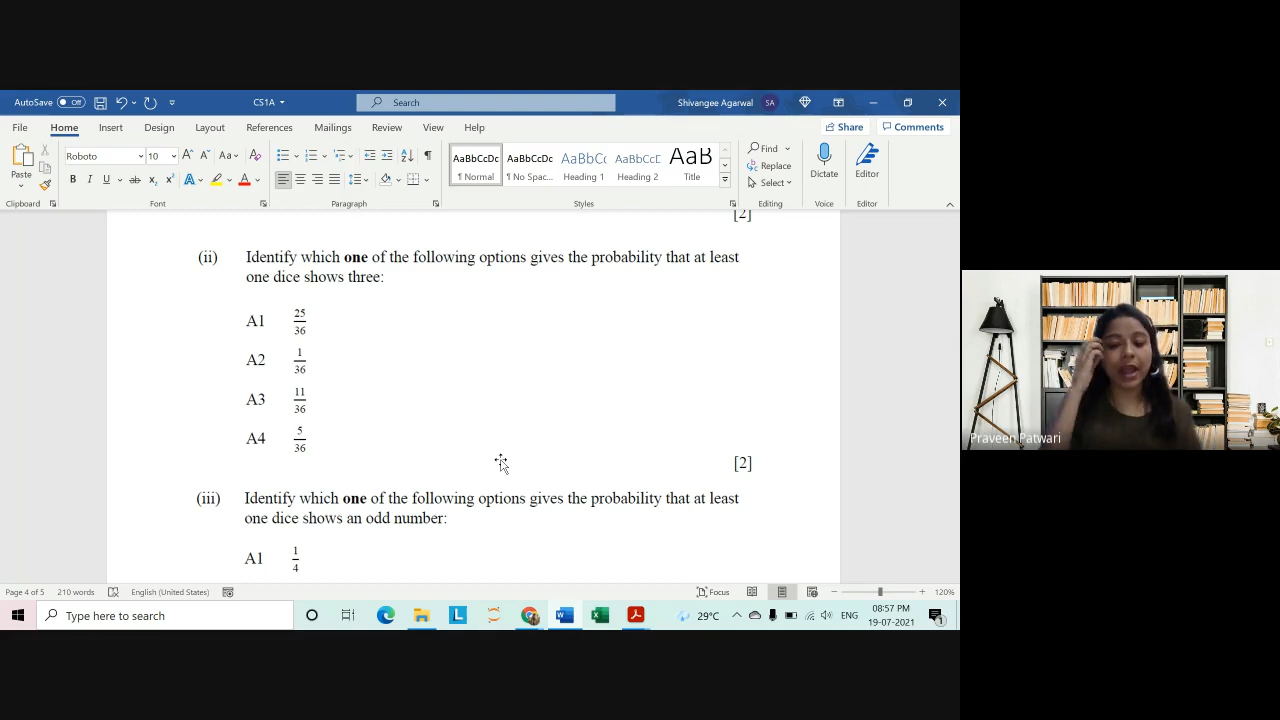 AutoSave Off CS1A Search Shivangee Agarwal SA
File Home Insert Design Layout References Mailings Review View Help Share Comments
Paste Roboto 10 A A Aa A AaBbCcDc AaBbCcDc AaBbCc AaBbCcD AaB Find
B I U ab x₂ x² A A ¶ Normal ¶ No Spac... Heading 1 Heading 2 Title Replace Dictate Editor
Select
Clipboard Font Paragraph Styles Editing Voice Editor
[2]
(ii) Identify which one of the following options gives the probability that at least
one dice shows three:
A1 25/36
A2 1/36
A3 11/36
A4 5/36
[2]
(iii) Identify which one of the following options gives the probability that at least
one dice shows an odd number:
A1 1/4
Praveen Patwari
Page 4 of 5 210 words English (United States) Focus 120%
Type here to search 29°C ENG 08:57 PM
19-07-2021